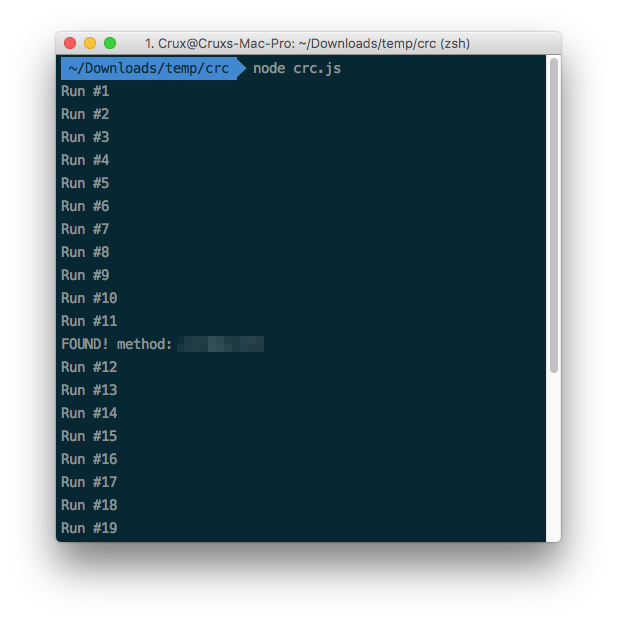 1. Crux@Cruxs-Mac-Pro: ~/Downloads/temp/crc (zsh)
~/Downloads/temp/crc node crc.js
Run #1
Run #2
Run #3
Run #4
Run #5
Run #6
Run #7
Run #8
Run #9
Run #10
Run #11
FOUND! method:
Run #12
Run #13
Run #14
Run #15
Run #16
Run #17
Run #18
Run #19